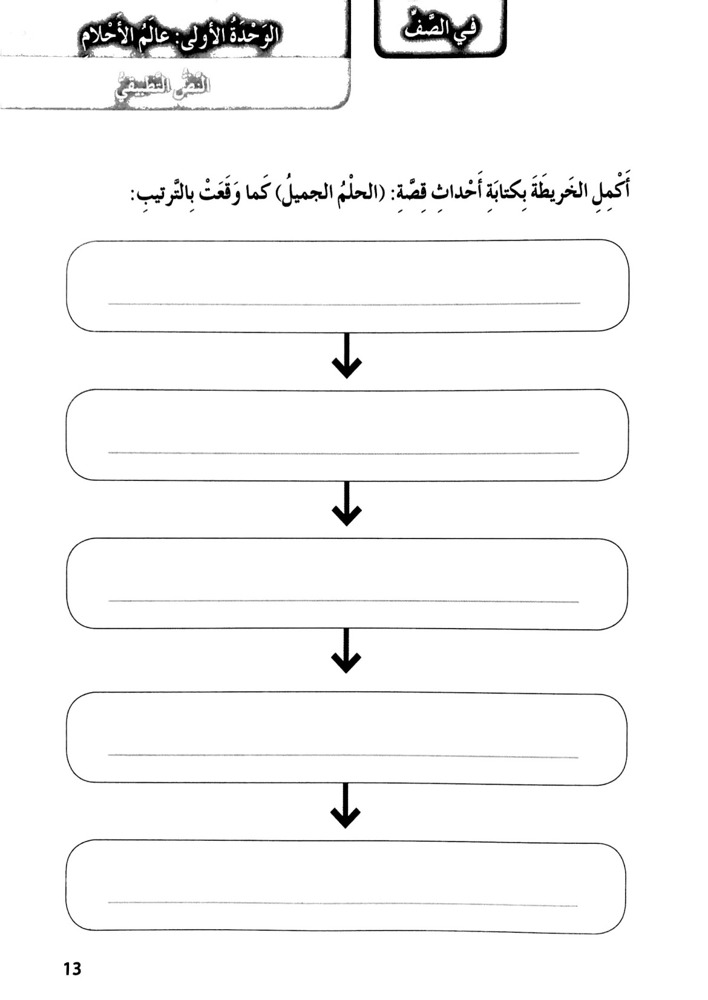 في الصَّفِّ
الوَحْدَةُ الأولى: عالَمُ الأَحْلامِ
النَّصُّ التَّطبيقيُّ
أَكْمِلِ الخَريطَةَ بِكتابَةِ أَحْداثِ قِصَّةِ: (الحلْمُ الجميلُ) كَما وَقَعَتْ بِالتَّرتيبِ:
13